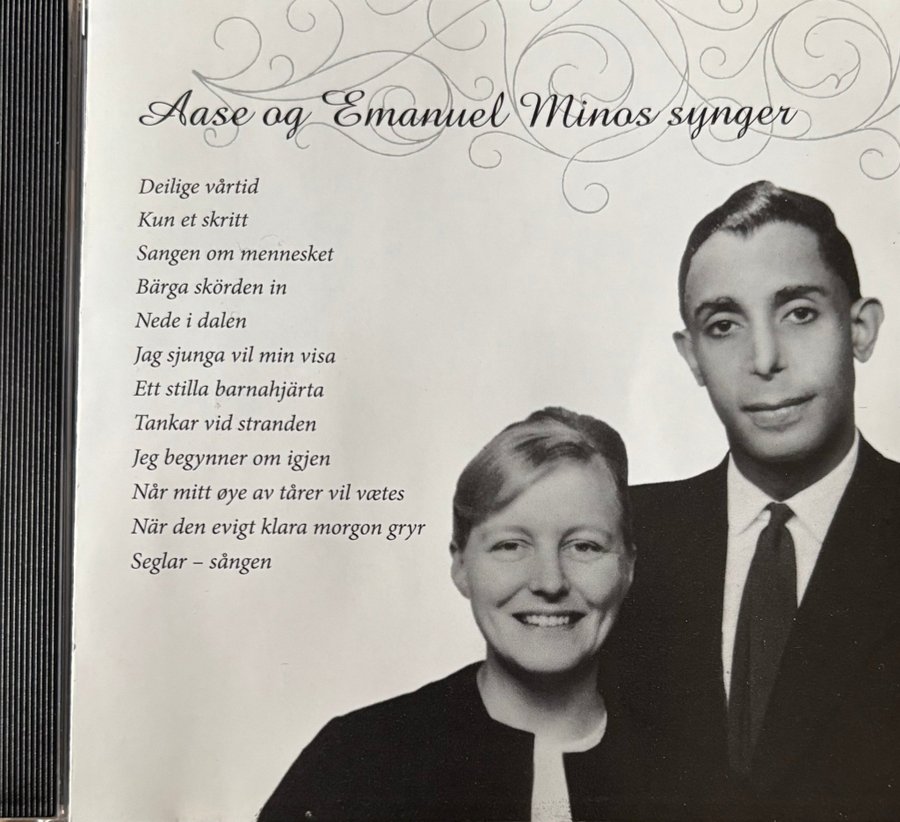 Aase og Emanuel Minos synger
Deilige vårtid
Kun et skritt
Sangen om mennesket
Bärga skörden in
Nede i dalen
Jag sjunga vil min visa
Ett stilla barnahjärta
Tankar vid stranden
Jeg begynner om igjen
Når mitt øye av tårer vil vætes
När den evigt klara morgon gryr
Seglar – sången